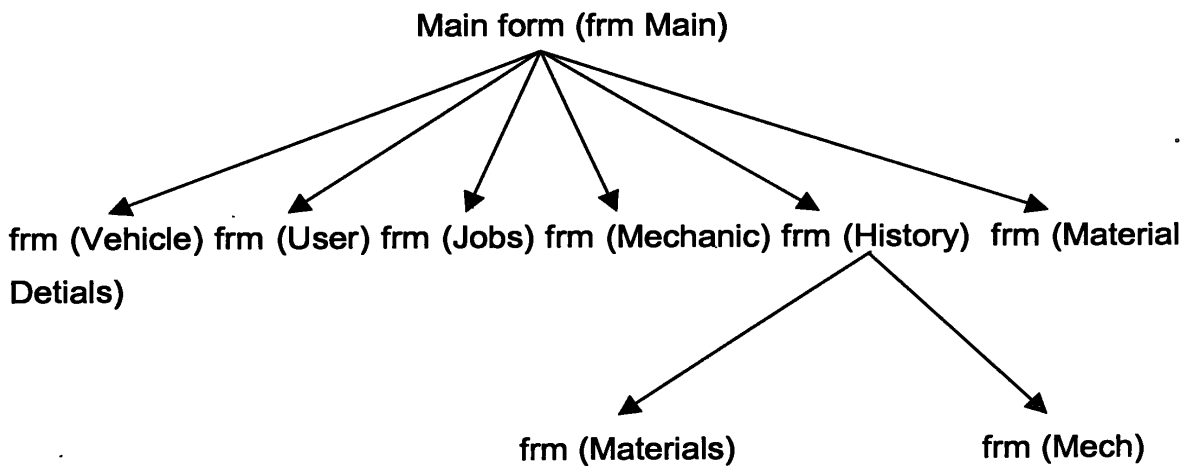 Main form (frm Main)
frm (Vehicle) frm (User) frm (Jobs) frm (Mechanic) frm (History) frm (Material
Detials)
frm (Materials) frm (Mech)